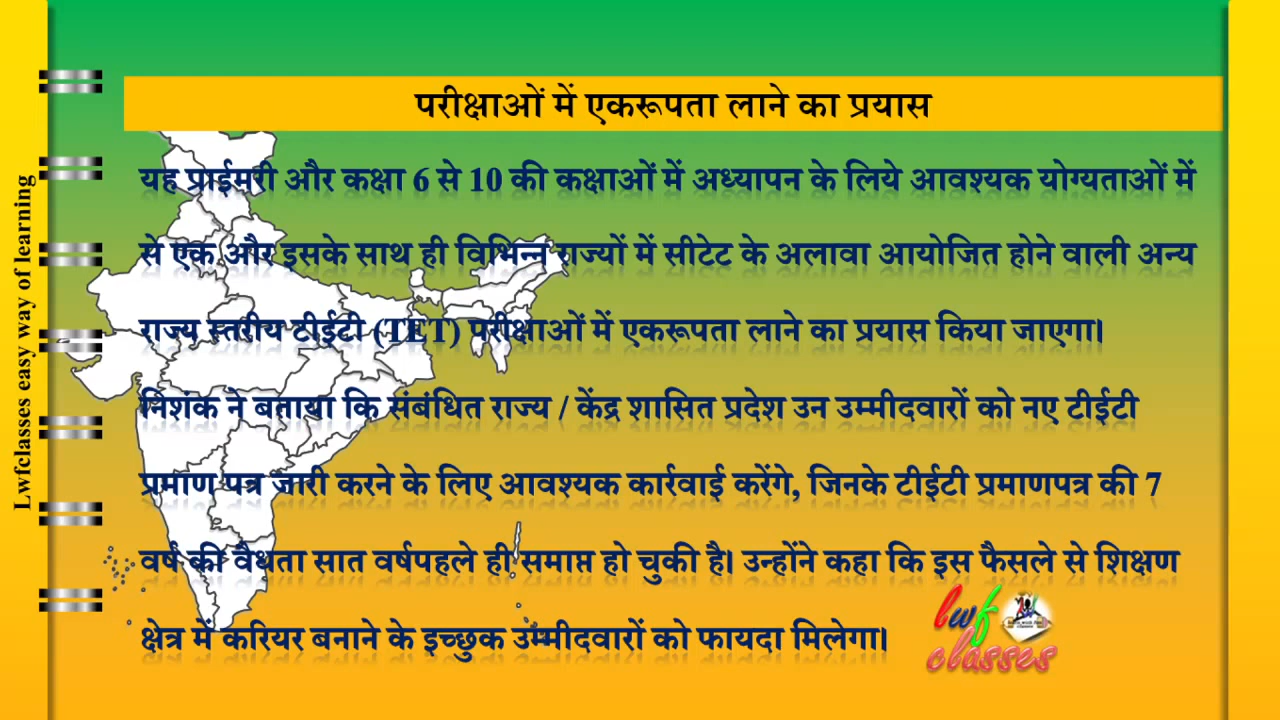 परीक्षाओं में एकरूपता लाने का प्रयास
यह प्राईमरी और कक्षा 6 से 10 की कक्षाओं में अध्यापन के लिये आवश्यक योग्यताओं में
से एक और इसके साथ ही विभिन्न राज्यों में सीटेट के अलावा आयोजित होने वाली अन्य
राज्य स्तरीय टीईटी (TET) परीक्षाओं में एकरूपता लाने का प्रयास किया जाएगा।
निशंक ने बताया कि संबंधित राज्य / केंद्र शासित प्रदेश उन उम्मीदवारों को नए टीईटी
प्रमाण पत्र जारी करने के लिए आवश्यक कार्रवाई करेंगे, जिनके टीईटी प्रमाणपत्र की 7
वर्ष की वैधता सात वर्षपहले ही समाप्त हो चुकी है। उन्होंने कहा कि इस फैसले से शिक्षण
क्षेत्र में करियर बनाने के इच्छुक उम्मीदवारों को फायदा मिलेगा।
Lwfclasses easy way of learning
lwf
classes